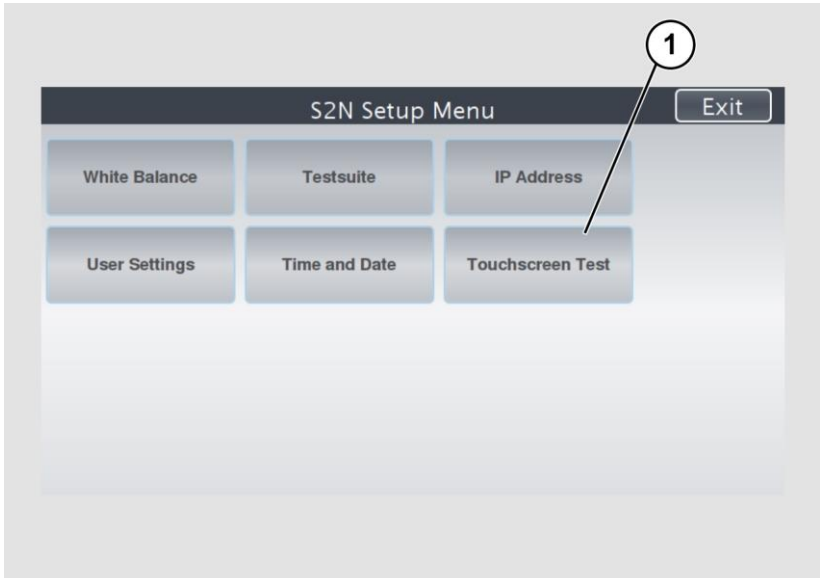 1
S2N Setup Menu Exit
White Balance Testsuite IP Address
User Settings Time and Date Touchscreen Test